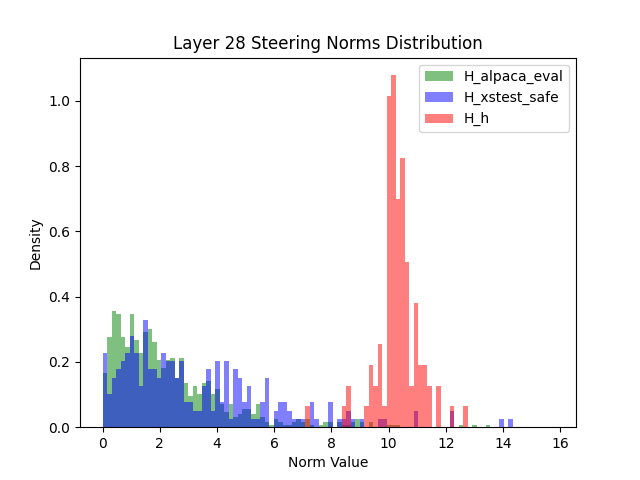 Layer 28 Steering Norms Distribution
H_alpaca_eval
H_xstest_safe
H_h
1.0
0.8
0.6
0.4
0.2
0.0
Density
0 2 4 6 8 10 12 14 16
Norm Value